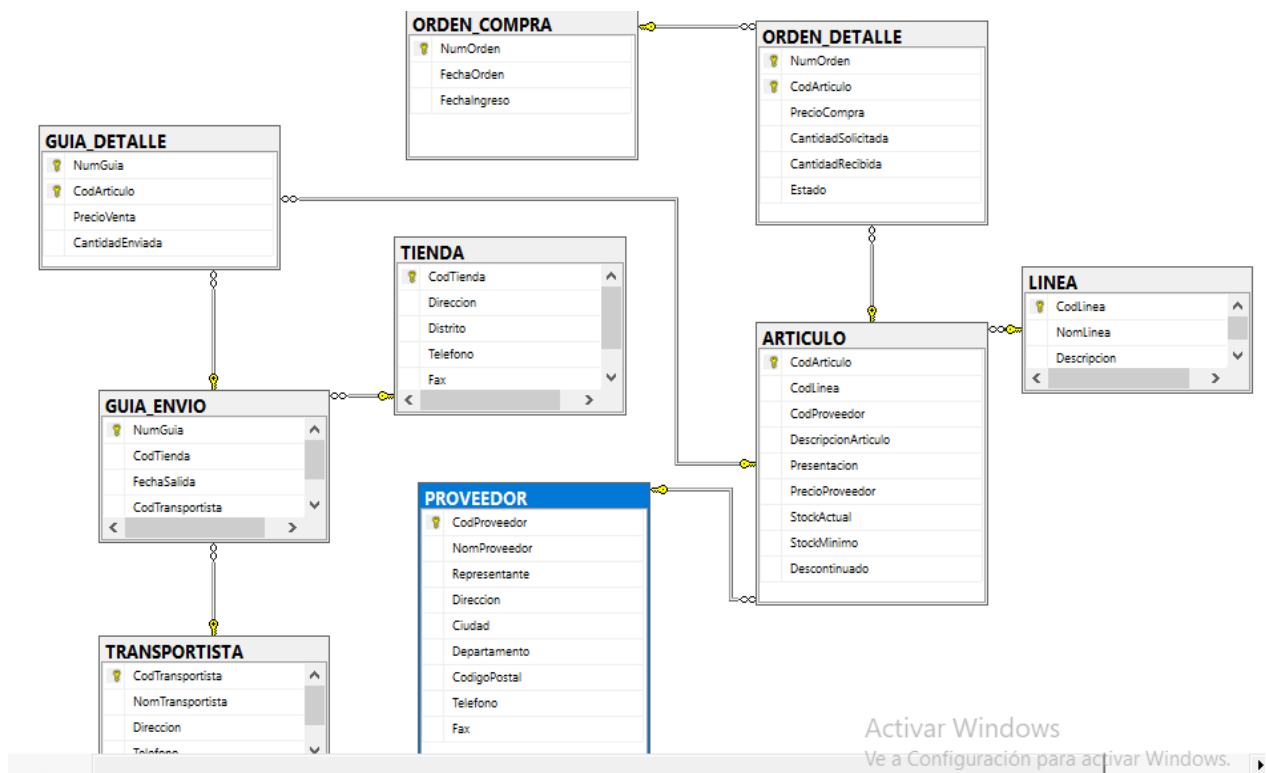 ORDEN_COMPRA
NumOrden
FechaOrden
FechaIngreso
ORDEN_DETALLE
NumOrden
CodArticulo
PrecioCompra
CantidadSolicitada
CantidadRecibida
Estado
GUIA_DETALLE
NumGuia
CodArticulo
PrecioVenta
CantidadEnviada
TIENDA
CodTienda
Direccion
Distrito
Telefono
Fax
LINEA
CodLinea
NomLinea
Descripcion
ARTICULO
CodArticulo
CodLinea
CodProveedor
DescripcionArticulo
Presentacion
PrecioProveedor
StockActual
StockMinimo
Descontinuado
GUIA_ENVIO
NumGuia
CodTienda
FechaSalida
CodTransportista
PROVEEDOR
CodProveedor
NomProveedor
Representante
Direccion
Ciudad
Departamento
CodigoPostal
Telefono
Fax
TRANSPORTISTA
CodTransportista
NomTransportista
Direccion
Telefono
Activar Windows
Ve a Configuración para activar Windows.